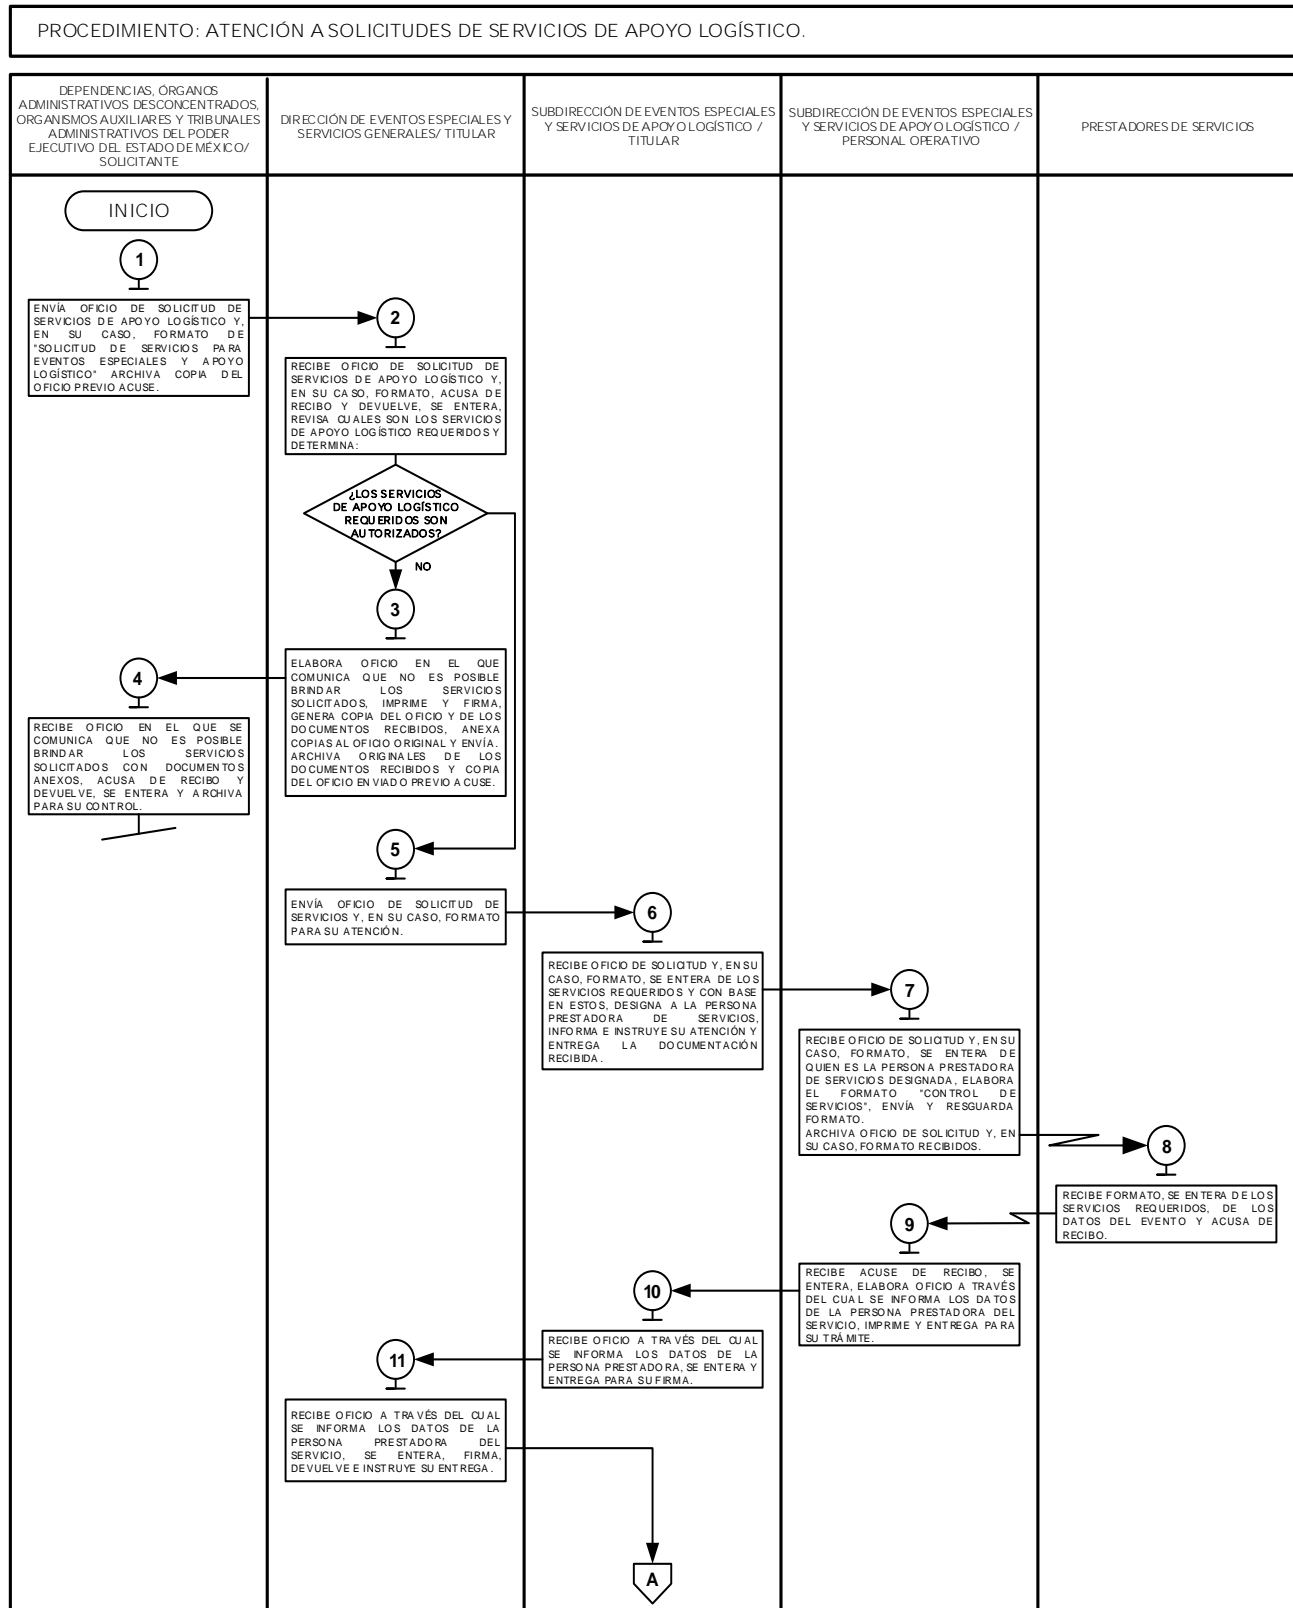 PROCEDIMIENTO: ATENCIÓN A SOLICITUDES DE SERVICIOS DE APOYO LOGÍSTICO.
DEPENDENCIAS, ÓRGANOS
ADMINISTRATIVOS DESCONCENTRADOS,
ORGANISMOS AUXILIARES Y TRIBUNALES
ADMINISTRATIVOS DEL PODER
EJECUTIVO DEL ESTADO DE MÉXICO/
SOLICITANTE
DIRECCIÓN DE EVENTOS ESPECIALES Y
SERVICIOS GENERALES/ TITULAR
SUBDIRECCIÓN DE EVENTOS ESPECIALES
Y SERVICIOS DE APOYO LOGÍSTICO /
TITULAR
SUBDIRECCIÓN DE EVENTOS ESPECIALES
Y SERVICIOS DE APOYO LOGÍSTICO /
PERSONAL OPERATIVO
PRESTADORES DE SERVICIOS
INICIO
1
ENVÍA OFICIO DE SOLICITUD DE
SERVICIOS DE APOYO LOGÍSTICO Y,
EN SU CASO, FORMATO DE
"SOLICITUD DE SERVICIOS PARA
EVENTOS ESPECIALES Y APOYO
LOGÍSTICO" ARCHIVA COPIA DEL
OFICIO PREVIO ACUSE.
2
RECIBE OFICIO DE SOLICITUD DE
SERVICIOS DE APOYO LOGÍSTICO Y,
EN SU CASO, FORMATO, ACUSA DE
RECIBO Y DEVUELVE, SE ENTERA,
REVISA CUALES SON LOS SERVICIOS
DE APOYO LOGÍSTICO REQUERIDOS Y
DETERMINA:
¿LOS SERVICIOS
DE APOYO LOGÍSTICO
REQUERIDOS SON
AUTORIZADOS?
NO
3
ELABORA OFICIO EN EL QUE
COMUNICA QUE NO ES POSIBLE
BRINDAR LOS SERVICIOS
SOLICITADOS, IMPRIME Y FIRMA,
GENERA COPIA DEL OFICIO Y DE LOS
DOCUMENTOS RECIBIDOS, ANEXA
COPIAS AL OFICIO ORIGINAL Y ENVÍA.
ARCHIVA ORIGINALES DE LOS
DOCUMENTOS RECIBIDOS Y COPIA
DEL OFICIO ENVIADO PREVIO ACUSE.
4
RECIBE OFICIO EN EL QUE SE
COMUNICA QUE NO ES POSIBLE
BRINDAR LOS SERVICIOS
SOLICITADOS CON DOCUMENTOS
ANEXOS, ACUSA DE RECIBO Y
DEVUELVE, SE ENTERA Y ARCHIVA
PARA SU CONTROL.
5
ENVÍA OFICIO DE SOLICITUD DE
SERVICIOS Y, EN SU CASO, FORMATO
PARA SU ATENCIÓN.
6
RECIBE OFICIO DE SOLICITUD Y, EN SU
CASO, FORMATO, SE ENTERA DE LOS
SERVICIOS REQUERIDOS Y CON BASE
EN ESTOS, DESIGNA A LA PERSONA
PRESTADORA DE SERVICIOS,
INFORMA E INSTRUYE SU ATENCIÓN Y
ENTREGA LA DOCUMENTACIÓN
RECIBIDA.
7
RECIBE OFICIO DE SOLICITUD Y, EN SU
CASO, FORMATO, SE ENTERA DE
QUIEN ES LA PERSONA PRESTADORA
DE SERVICIOS DESIGNADA, ELABORA
EL FORMATO "CONTROL DE
SERVICIOS", ENVÍA Y RESGUARDA
FORMATO.
ARCHIVA OFICIO DE SOLICITUD Y, EN
SU CASO, FORMATO RECIBIDOS.
8
RECIBE FORMATO, SE ENTERA DE LOS
SERVICIOS REQUERIDOS, DE LOS
DATOS DEL EVENTO Y ACUSA DE
RECIBO.
9
RECIBE ACUSE DE RECIBO, SE
ENTERA, ELABORA OFICIO A TRAVÉS
DEL CUAL SE INFORMA LOS DATOS
DE LA PERSONA PRESTADORA DEL
SERVICIO, IMPRIME Y ENTREGA PARA
SU TRÁMITE.
10
RECIBE OFICIO A TRAVÉS DEL CUAL
SE INFORMA LOS DATOS DE LA
PERSONA PRESTADORA, SE ENTERA Y
ENTREGA PARA SU FIRMA.
11
RECIBE OFICIO A TRAVÉS DEL CUAL
SE INFORMA LOS DATOS DE LA
PERSONA PRESTADORA DEL
SERVICIO, SE ENTERA, FIRMA,
DEVUELVE E INSTRUYE SU ENTREGA.
A